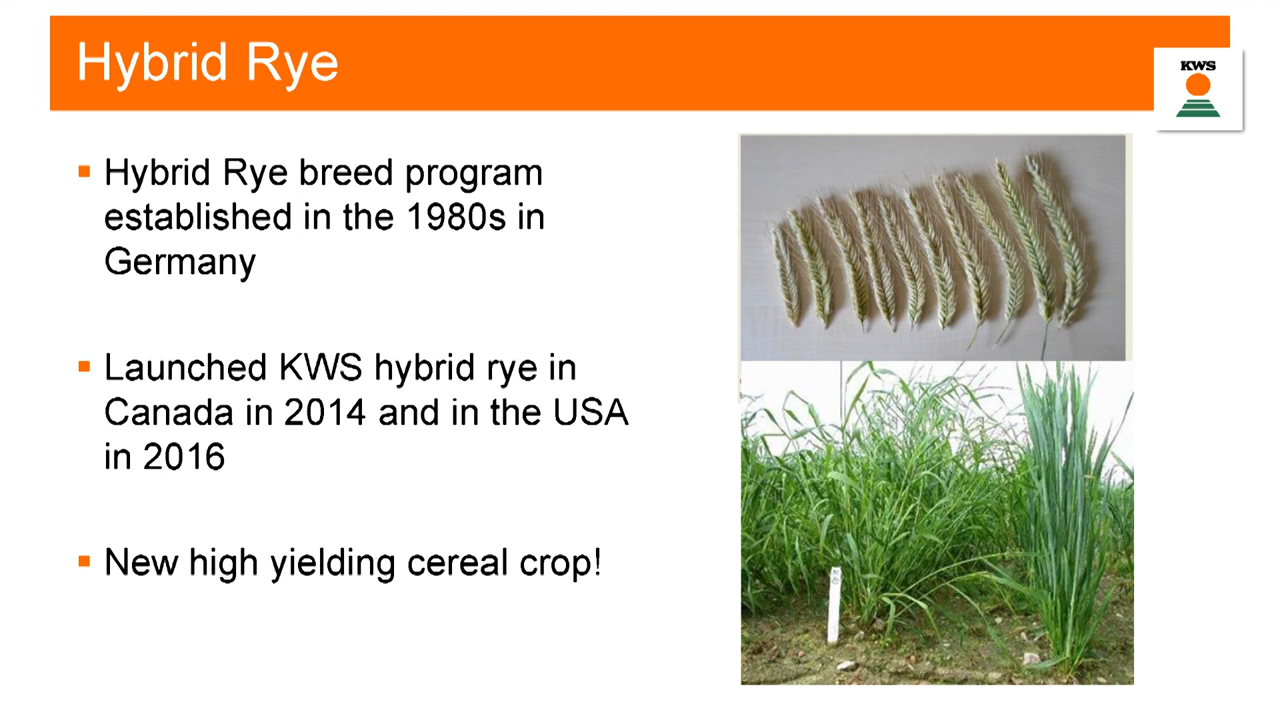 Hybrid Rye
KWS
Hybrid Rye breed program
established in the 1980s in
Germany
Launched KWS hybrid rye in
Canada in 2014 and in the USA
in 2016
New high yielding cereal crop!